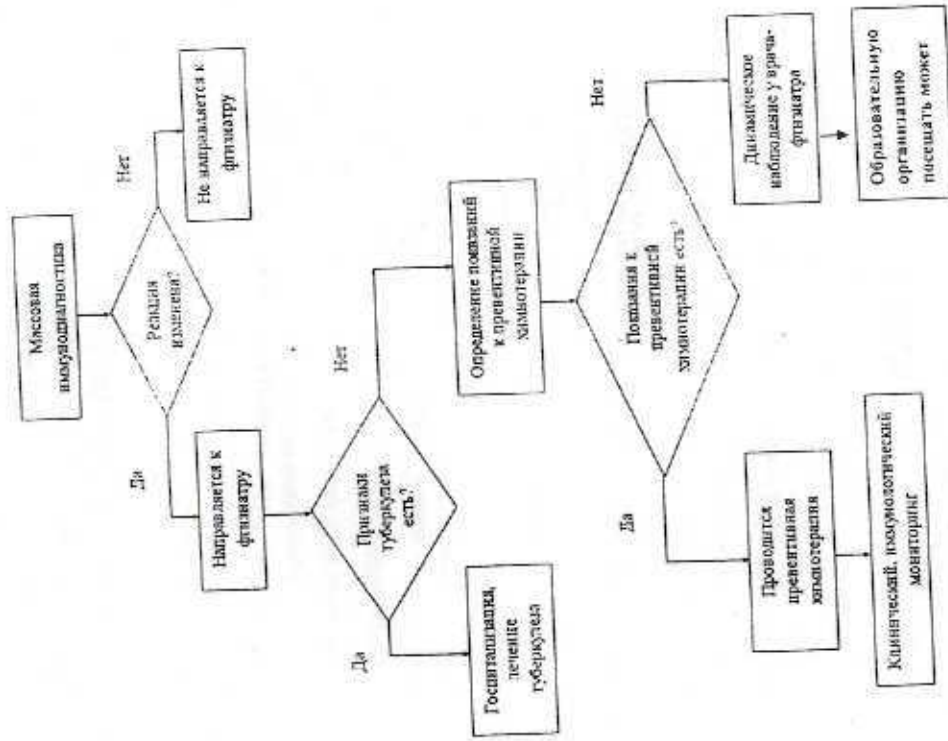 Массовая
иммунодиагностика
Реакция
изменена?
Да
Нет
Направляется к
фтизиатру
Не направляется к
фтизиатру
Признаки
туберкулеза
есть?
Да
Нет
Госпитализация,
лечение
туберкулеза
Определение показаний
к превентивной
химиотерапии
Показания к
превентивной
химиотерапии есть?
Да
Нет
Проводится
превентивная
химиотерапия
Динамическое
наблюдение у врача-
фтизиатра
Клинический, иммунологический
мониторинг
Образовательную
организацию
посещать может